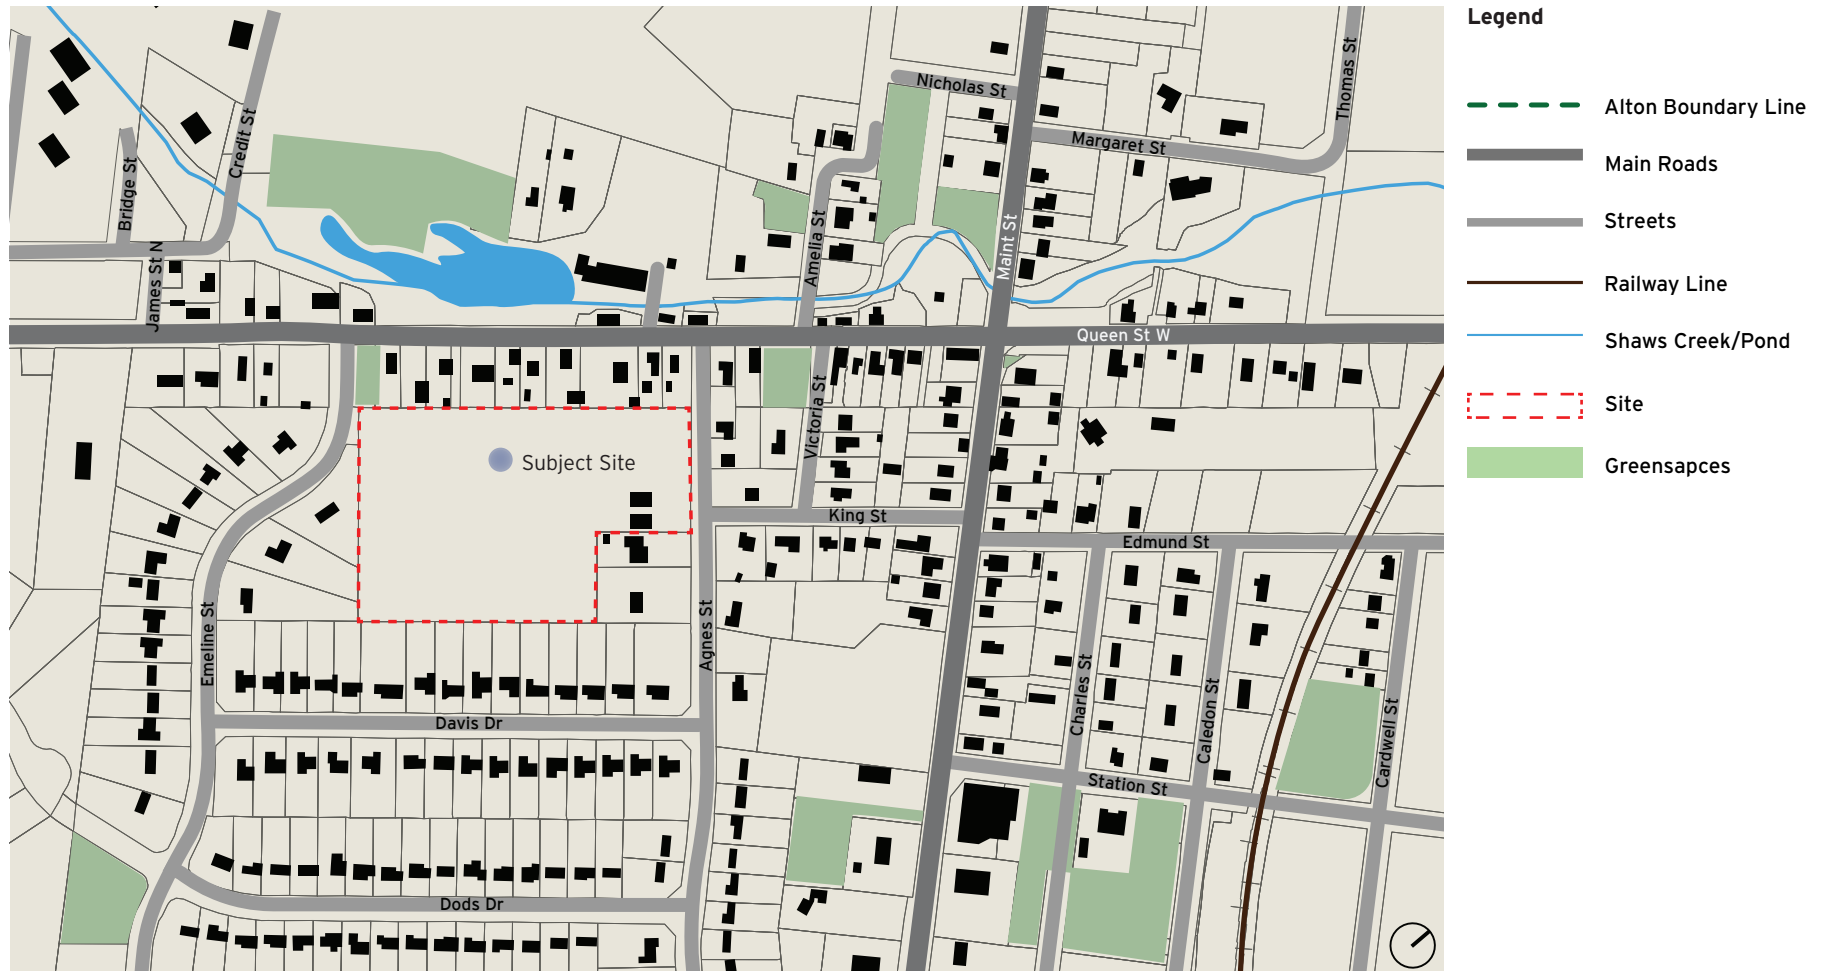 Legend
Alton Boundary Line
Main Roads
Streets
Railway Line
Shaws Creek/Pond
Site
Greensapces
Nicholas St
Thomas St
Margaret St
Credit St
Bridge St
James St N
Amelia St
Maint St
Queen St W
Victoria St
Subject Site
King St
Edmund St
Emeline St
Agnes St
Charles St
Caledon St
Cardwell St
Davis Dr
Station St
Dods Dr